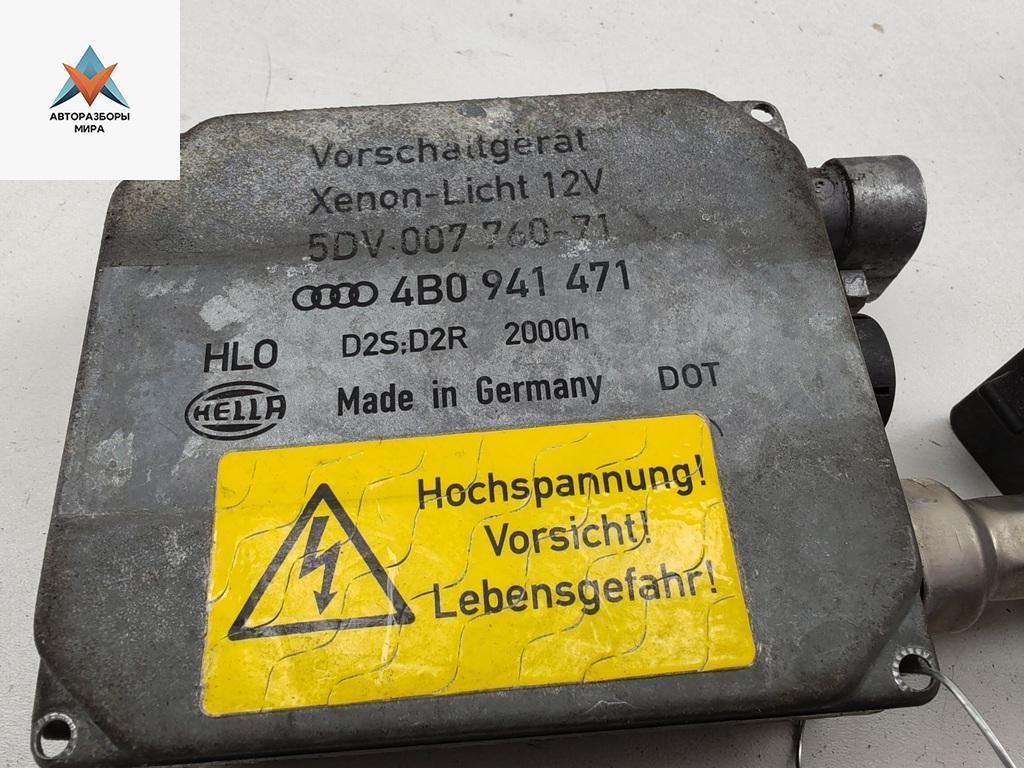 АВТОРАЗБОРЫ
МИРА
Vorschaltgerät
Xenon-Licht 12V
5DV 007 760-71
4B0 941 471
HLO D2S;D2R 2000h
HELLA Made in Germany DOT
Hochspannung!
Vorsicht!
Lebensgefahr!